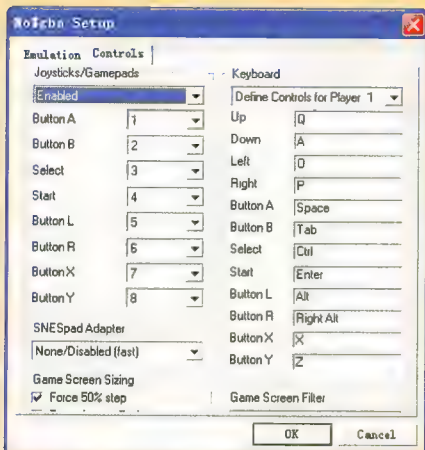 No$gba Setup
Emulation Controls
Joysticks/Gamepads
Enabled
Button A 1
Button B 2
Select 3
Start 4
Button L 5
Button R 6
Button X 7
Button Y 8
SNESpad Adapter
None/Disabled (fast)
Game Screen Sizing
Force 50% step
Keyboard
Define Controls for Player 1
Up Q
Down A
Left O
Right P
Button A Space
Button B Tab
Select Ctrl
Start Enter
Button L Alt
Button R Right Alt
Button X X
Button Y Z
Game Screen Filter
OK Cancel